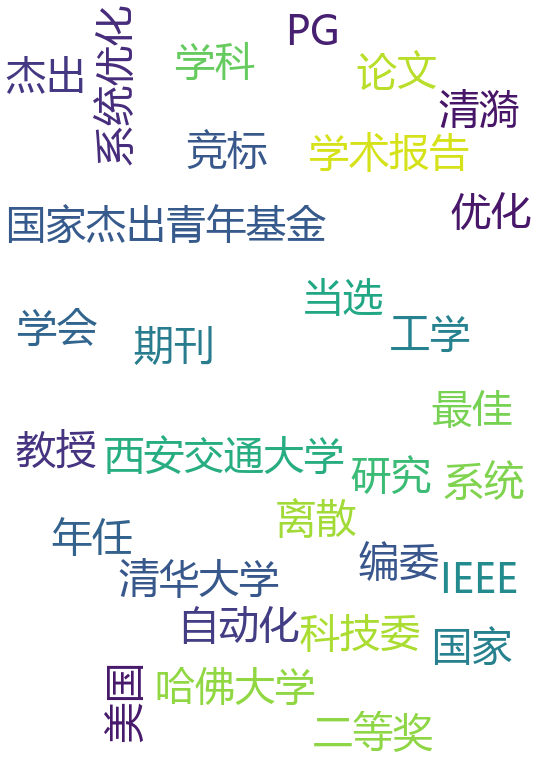 PG
杰出
系统优化
学科
论文
清漪
竞标
学术报告
国家杰出青年基金
优化
当选
学会
期刊
工学
最佳
教授
西安交通大学
研究
系统
离散
年任
清华大学
编委
IEEE
自动化
科技委
国家
美国
哈佛大学
二等奖